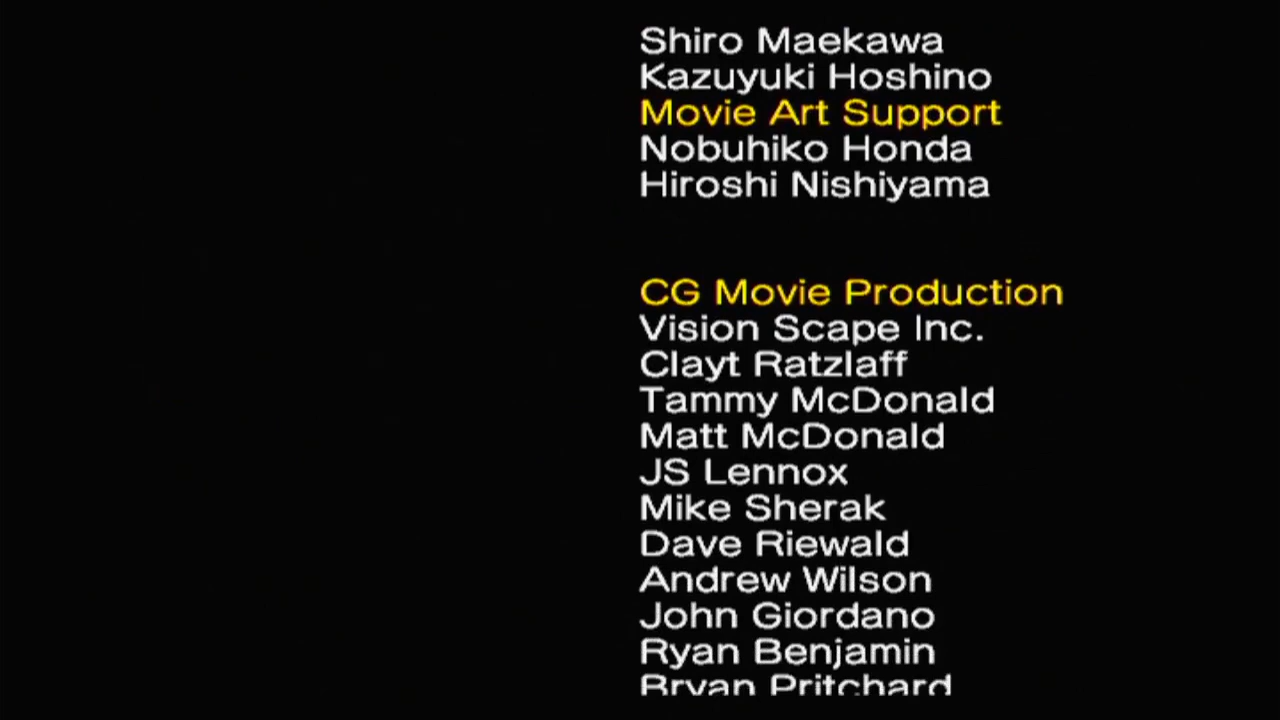 Shiro Maekawa
Kazuyuki Hoshino
Movie Art Support
Nobuhiko Honda
Hiroshi Nishiyama
CG Movie Production
Vision Scape Inc.
Clayt Ratzlaff
Tammy McDonald
Matt McDonald
JS Lennox
Mike Sherak
Dave Riewald
Andrew Wilson
John Giordano
Ryan Benjamin
Bryan Pritchard